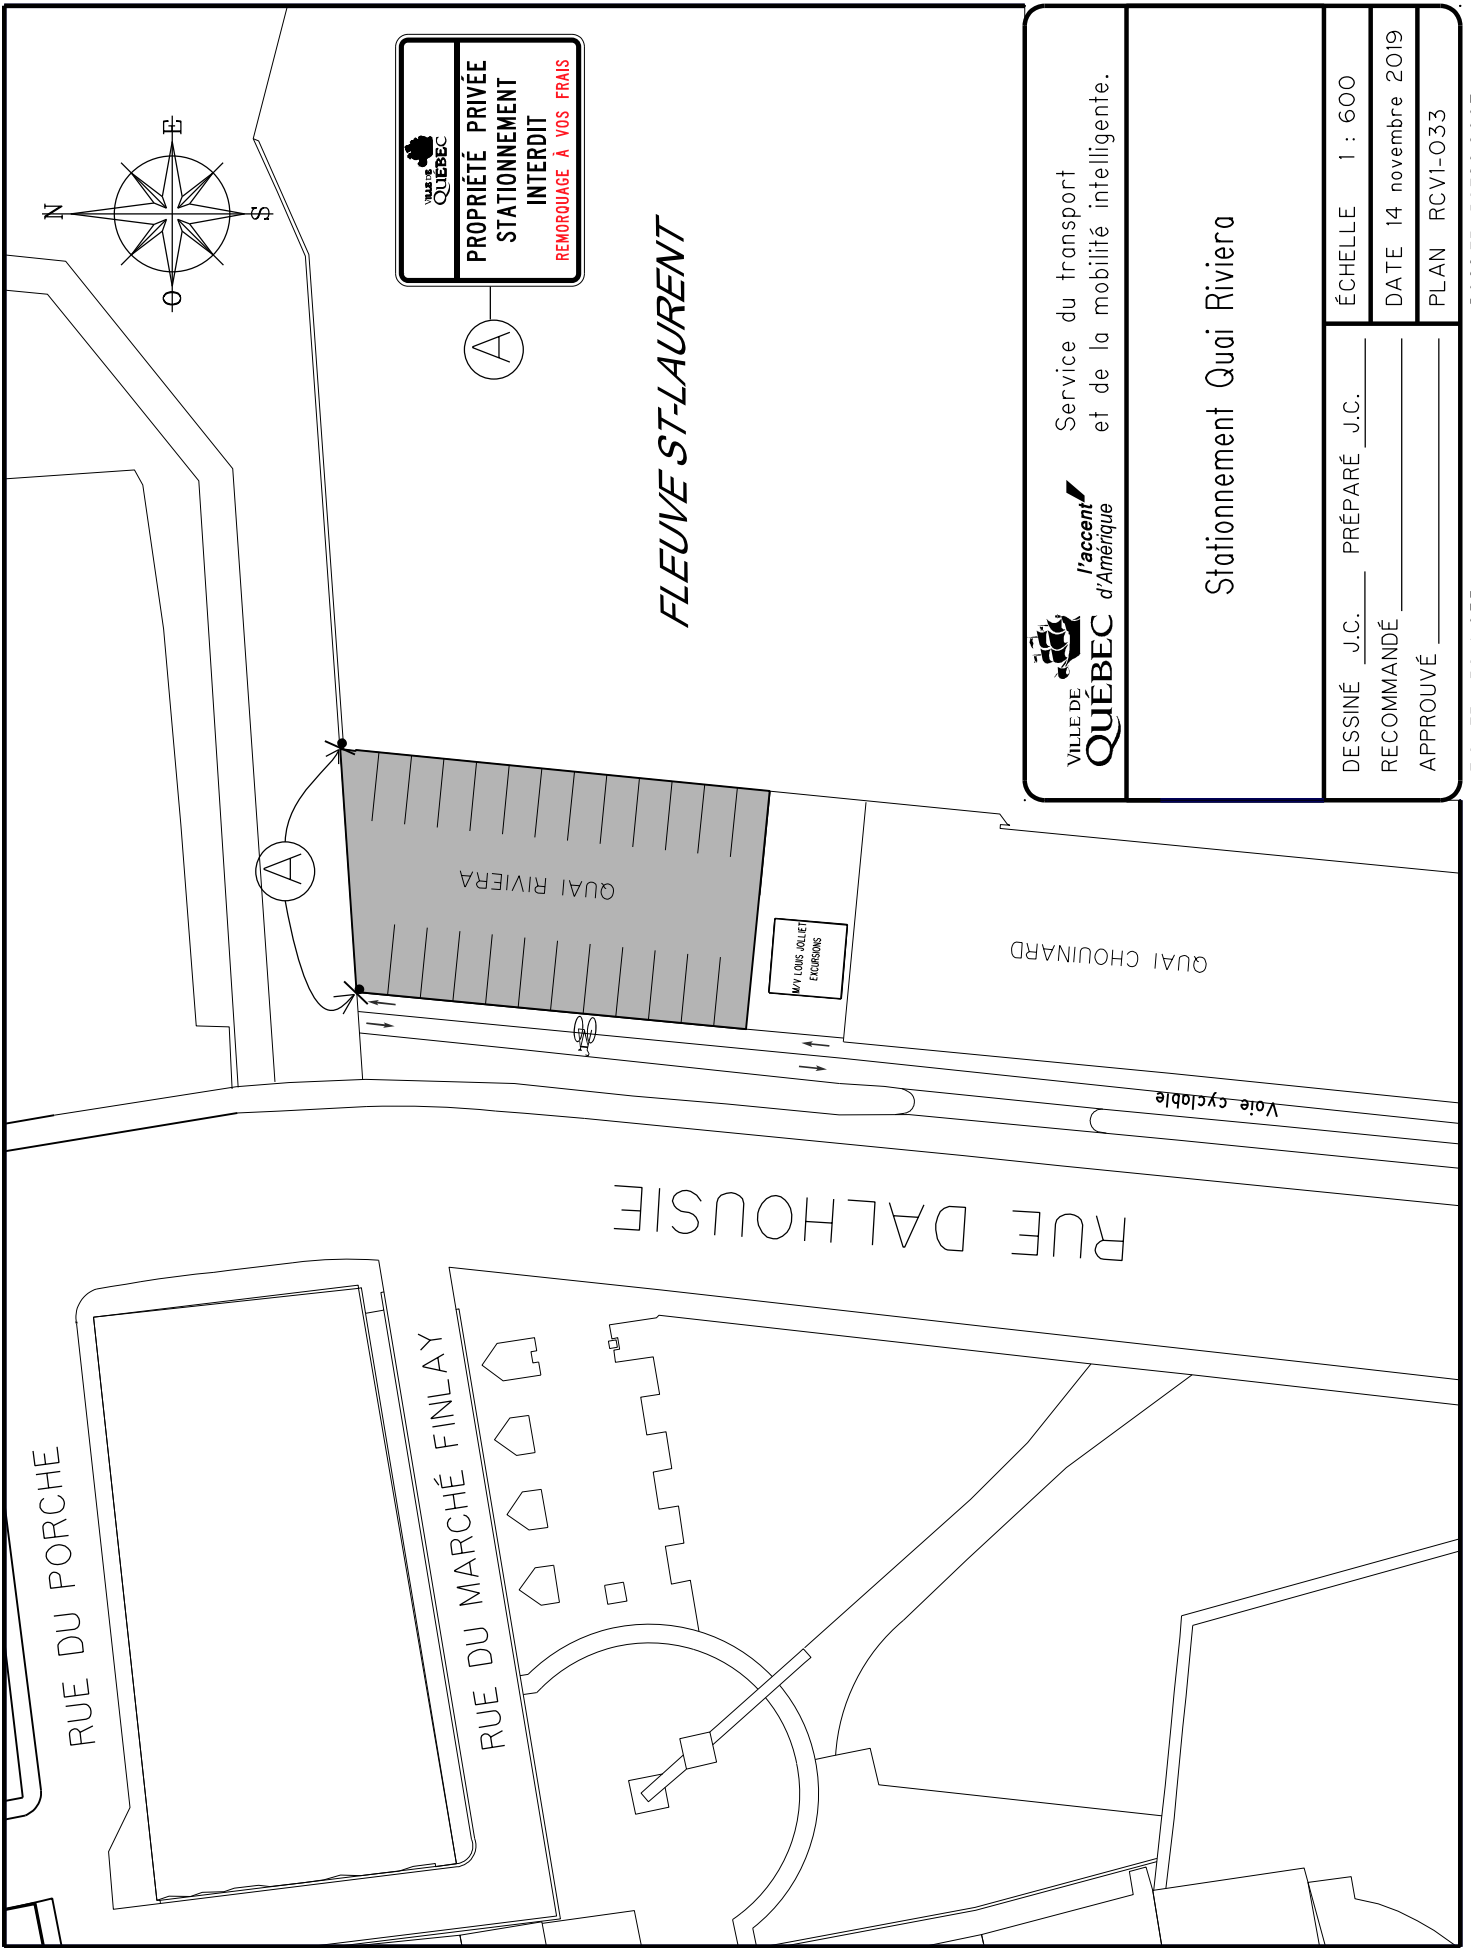 N
E
S
O
VILLE DE
QUÉBEC
PROPRIÉTÉ PRIVÉE
STATIONNEMENT
INTERDIT
REMORQUAGE À VOS FRAIS
A
FLEUVE ST-LAURENT
A
QUAI RIVIERA
M/V LOUIS JOLLIET
EXCURSIONS
QUAI CHOUINARD
Voie cyclable
RUE DALHOUSIE
RUE DU PORCHE
RUE DU MARCHÉ FINLAY
VILLE DE
QUÉBEC
l'accent
d'Amérique
Service du transport
et de la mobilité intelligente.
Stationnement Quai Riviera
DESSINÉ J.C. PRÉPARÉ J.C.
RECOMMANDÉ
APPROUVÉ
ÉCHELLE 1 : 600
DATE 14 novembre 2019
PLAN RCV1-033